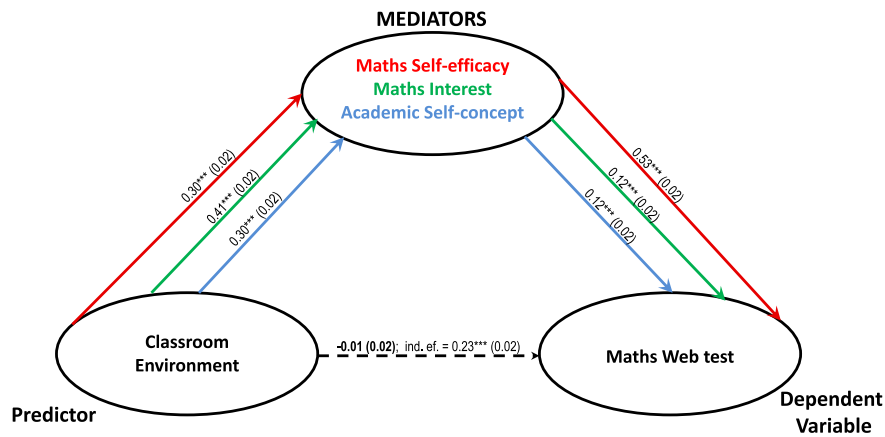 MEDIATORS
Maths Self-efficacy
Maths Interest
Academic Self-concept
0.30*** (0.02)
0.41*** (0.02)
0.30*** (0.02)
0.53*** (0.02)
0.12*** (0.02)
0.12*** (0.02)
Classroom
Environment
-0.01 (0.02); ind. ef. = 0.23*** (0.02)
Maths Web test
Predictor
Dependent
Variable